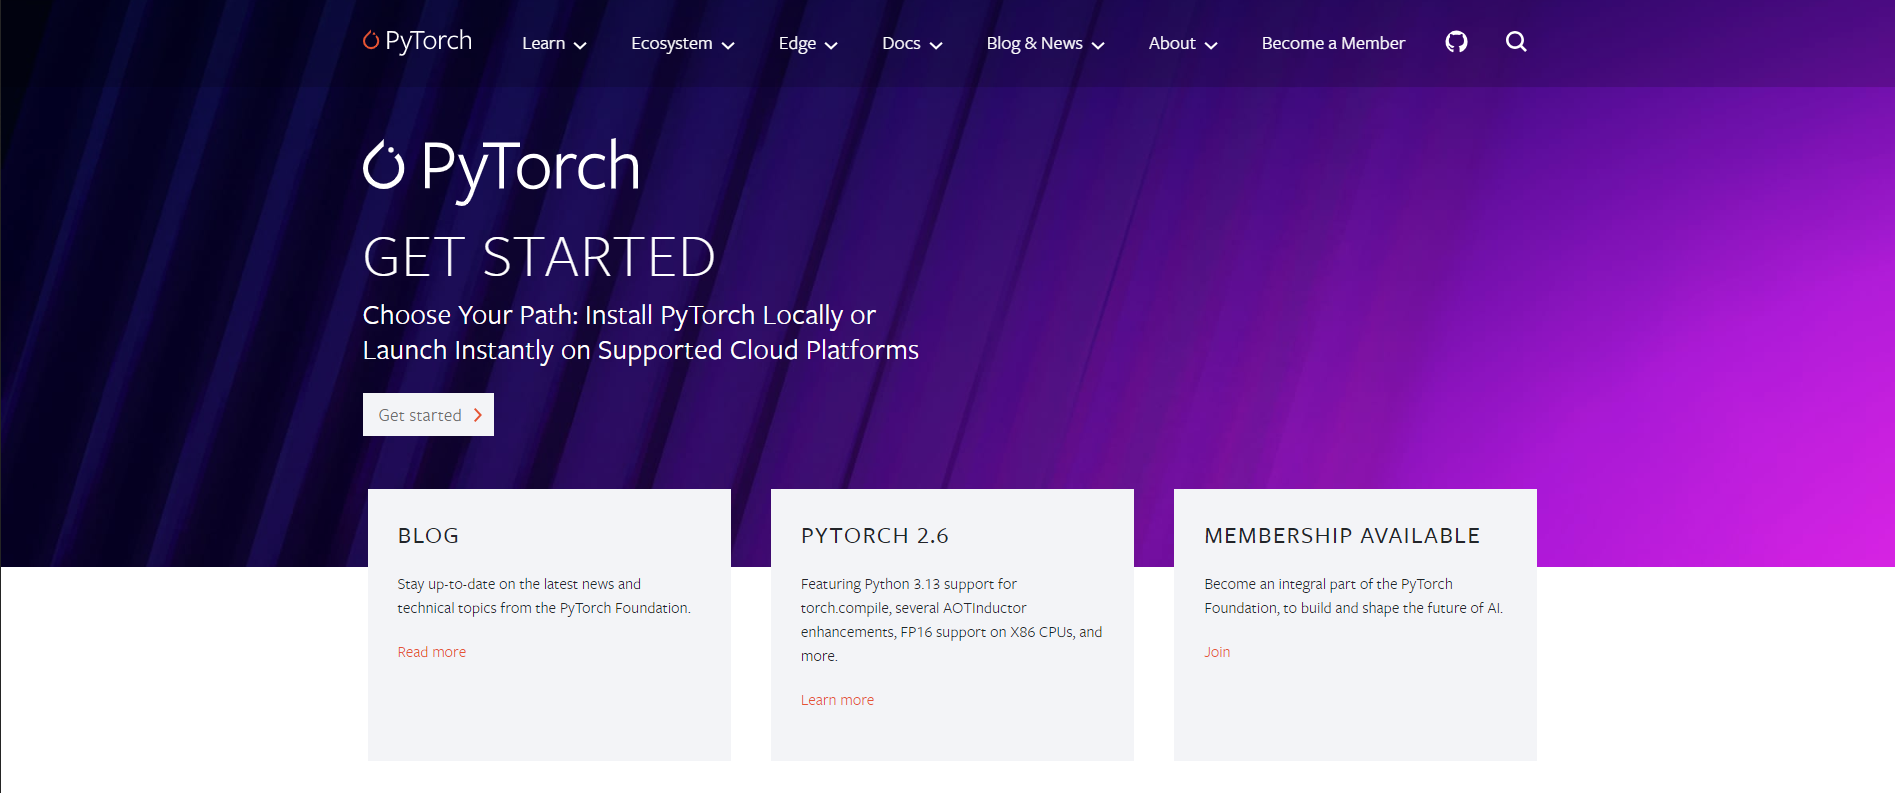 PyTorch
Learn
Ecosystem
Edge
Docs
Blog & News
About
Become a Member
PyTorch
GET STARTED
Choose Your Path: Install PyTorch Locally or
Launch Instantly on Supported Cloud Platforms
Get started
BLOG
Stay up-to-date on the latest news and
technical topics from the PyTorch Foundation.
Read more
PYTORCH 2.6
Featuring Python 3.13 support for
torch.compile, several AOTInductor
enhancements, FP16 support on X86 CPUs, and
more.
Learn more
MEMBERSHIP AVAILABLE
Become an integral part of the PyTorch
Foundation, to build and shape the future of AI.
Join